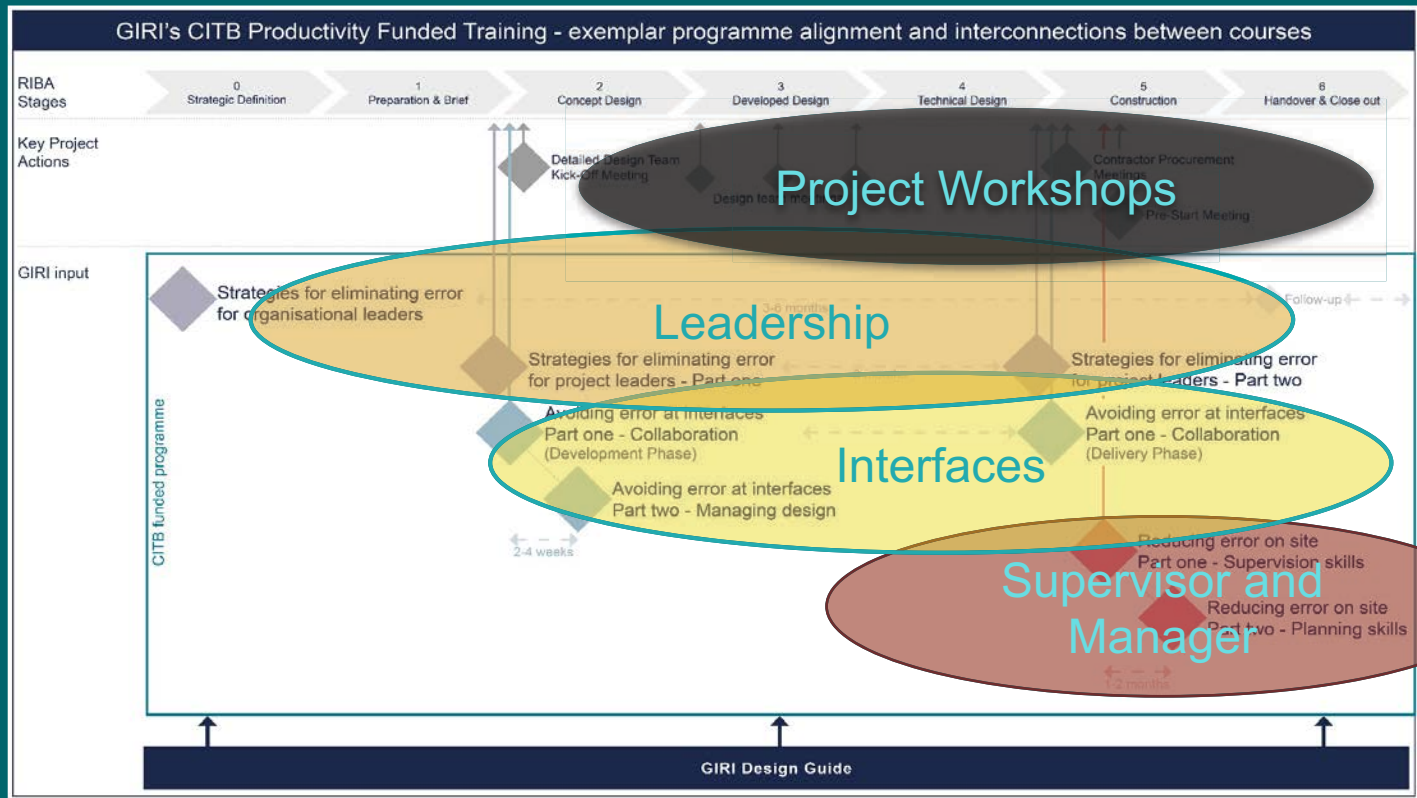 GIRI's CITB Productivity Funded Training - exemplar programme alignment and interconnections between courses
RIBA
Stages
0
Strategic Definition
1
Preparation & Brief
2
Concept Design
3
Developed Design
4
Technical Design
5
Construction
6
Handover & Close out
Key Project
Actions
Detailed Design Team
Kick-Off Meeting
Design team
Contractor Procurement
Meetings
Pre-Start Meeting
Project Workshops
GIRI input
CITB funded programme
Strategies for eliminating error
for organisational leaders
3-6 months
Follow-up
Leadership
Strategies for eliminating error
for project leaders - Part one
Strategies for eliminating error
for project leaders - Part two
Avoiding error at interfaces
Part one - Collaboration
(Development Phase)
Avoiding error at interfaces
Part one - Collaboration
(Delivery Phase)
Interfaces
Avoiding error at interfaces
Part two - Managing design
2-4 weeks
Reducing error on site
Part one - Supervision skills
Supervisor and
Manager
Reducing error on site
Part two - Planning skills
1-2 months
GIRI Design Guide